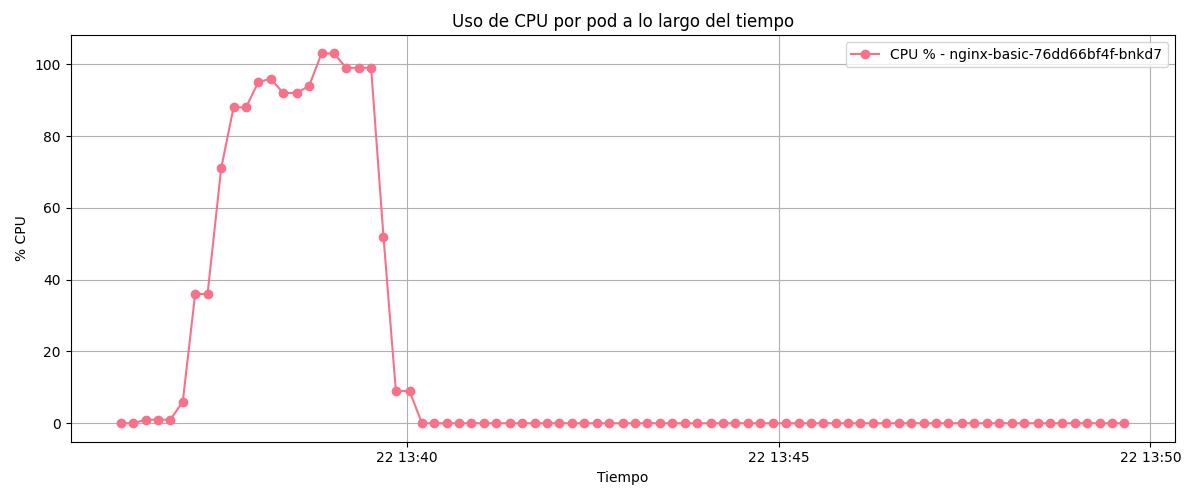 Uso de CPU por pod a lo largo del tiempo
CPU % - nginx-basic-76dd66bf4f-bnkd7
% CPU
100
80
60
40
20
0
22 13:40
22 13:45
22 13:50
Tiempo